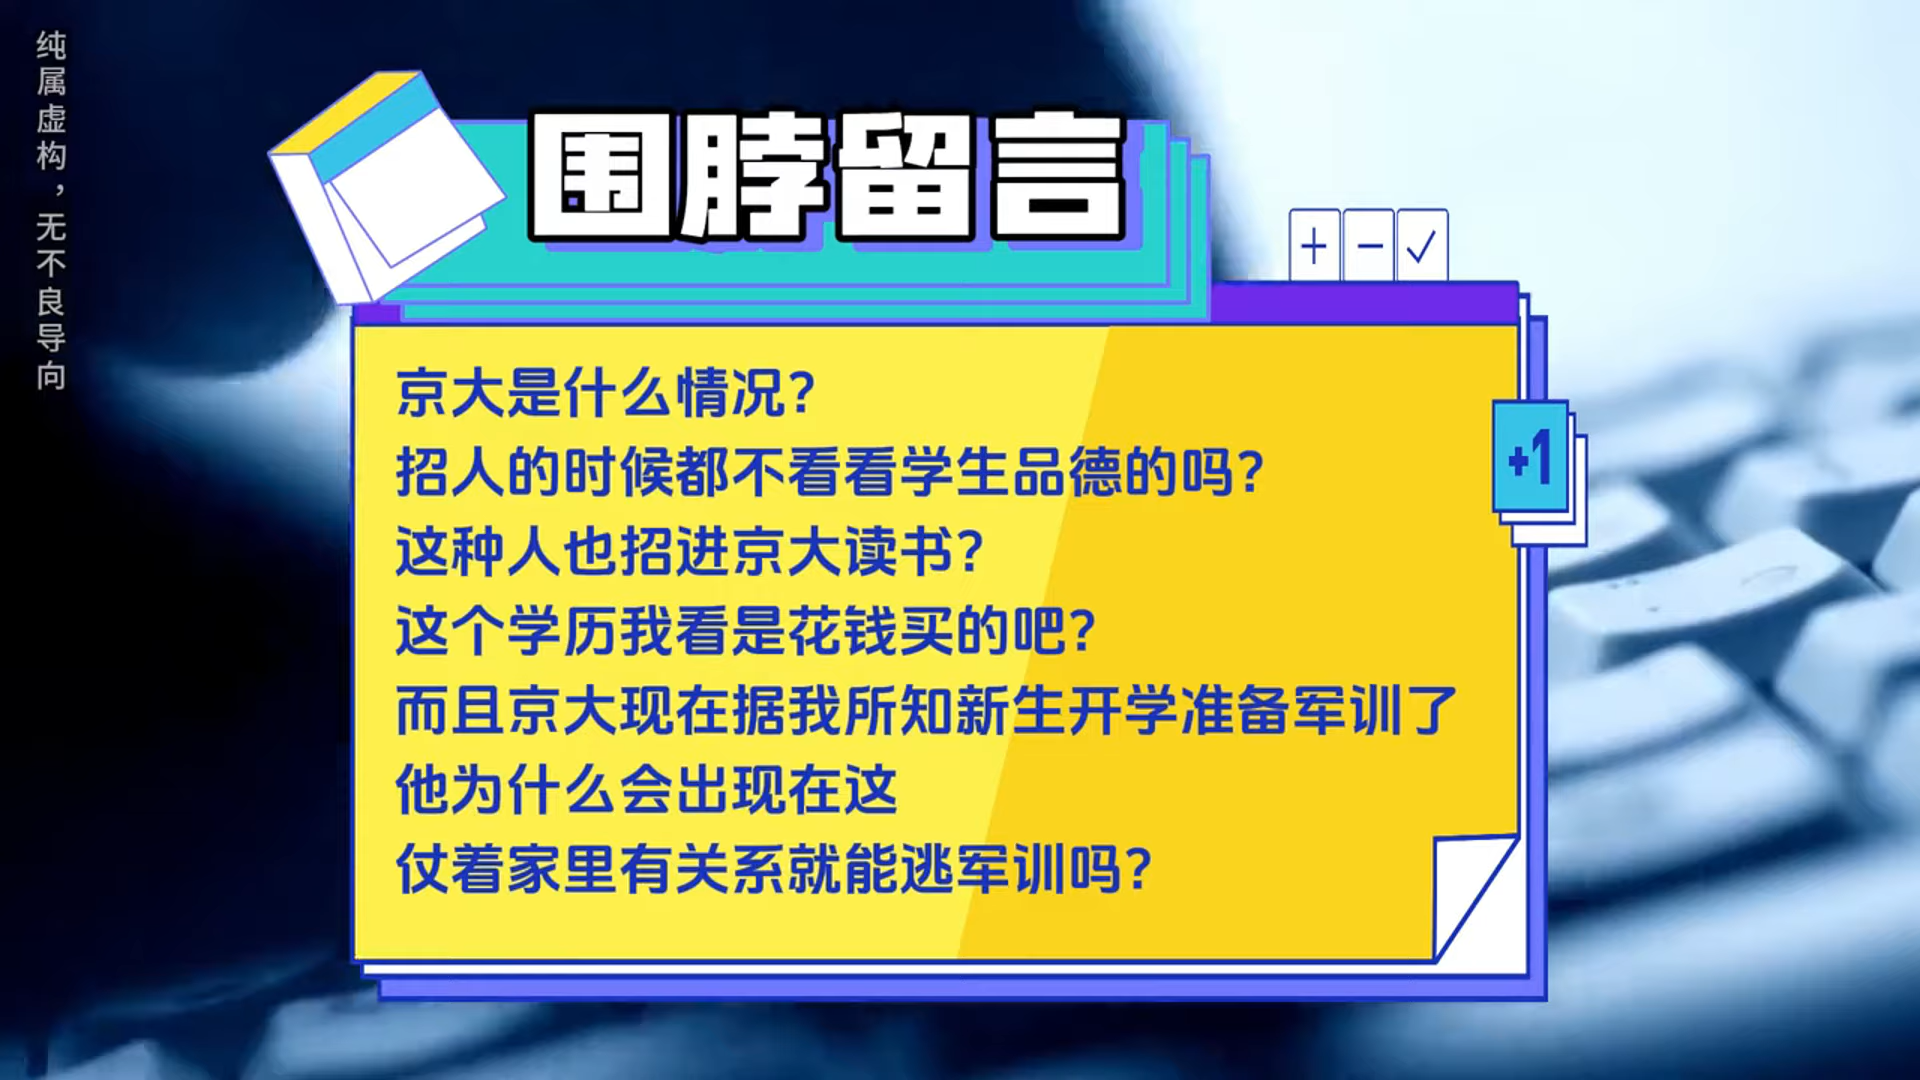 纯属虚构，无不良导向
围脖留言
京大是什么情况?
招人的时候都不看看学生品德的吗?
这种人也招进京大读书?
这个学历我看是花钱买的吧?
而且京大现在据我所知新生开学准备军训了
他为什么会出现在这
仗着家里有关系就能逃军训吗?
+1